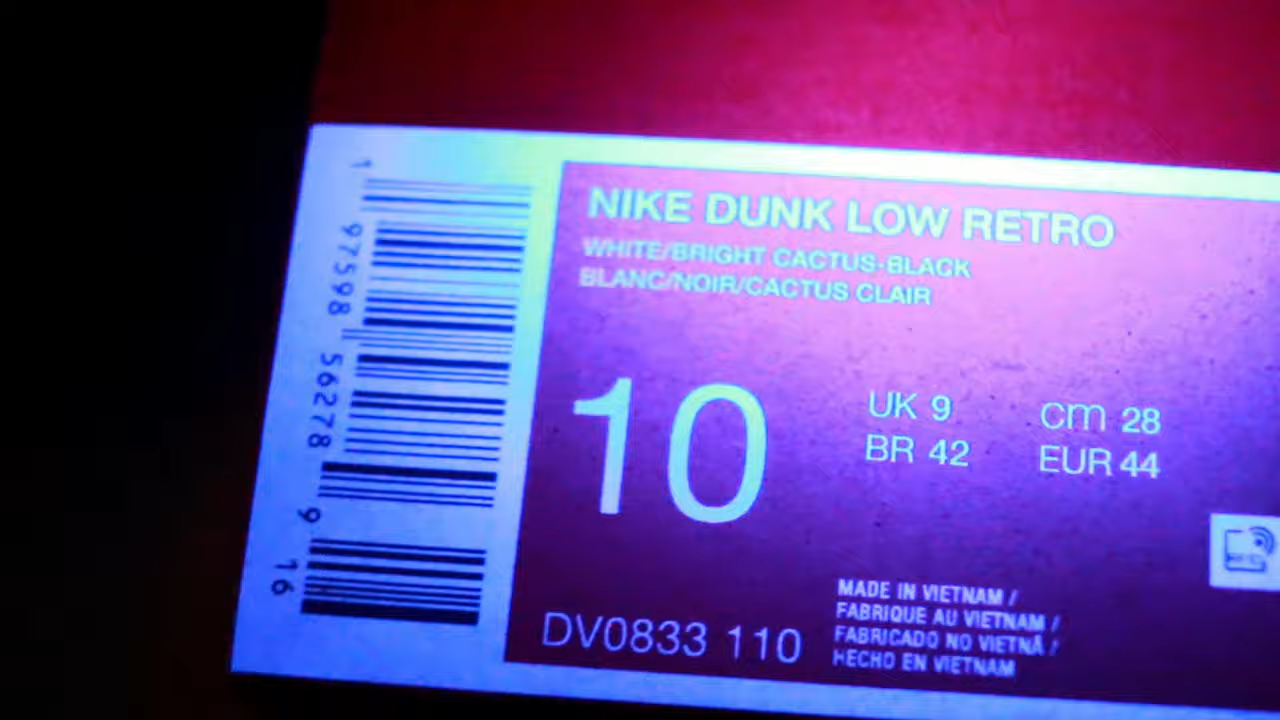 1 97598 56278 9 16
NIKE DUNK LOW RETRO
WHITE/BRIGHT CACTUS-BLACK
BLANC/NOIR/CACTUS CLAIR
10
UK 9 cm 28
BR 42 EUR 44
DV0833 110
MADE IN VIETNAM /
FABRIQUE AU VIETNAM /
FABRICADO NO VIETNÃ /
HECHO EN VIETNAM